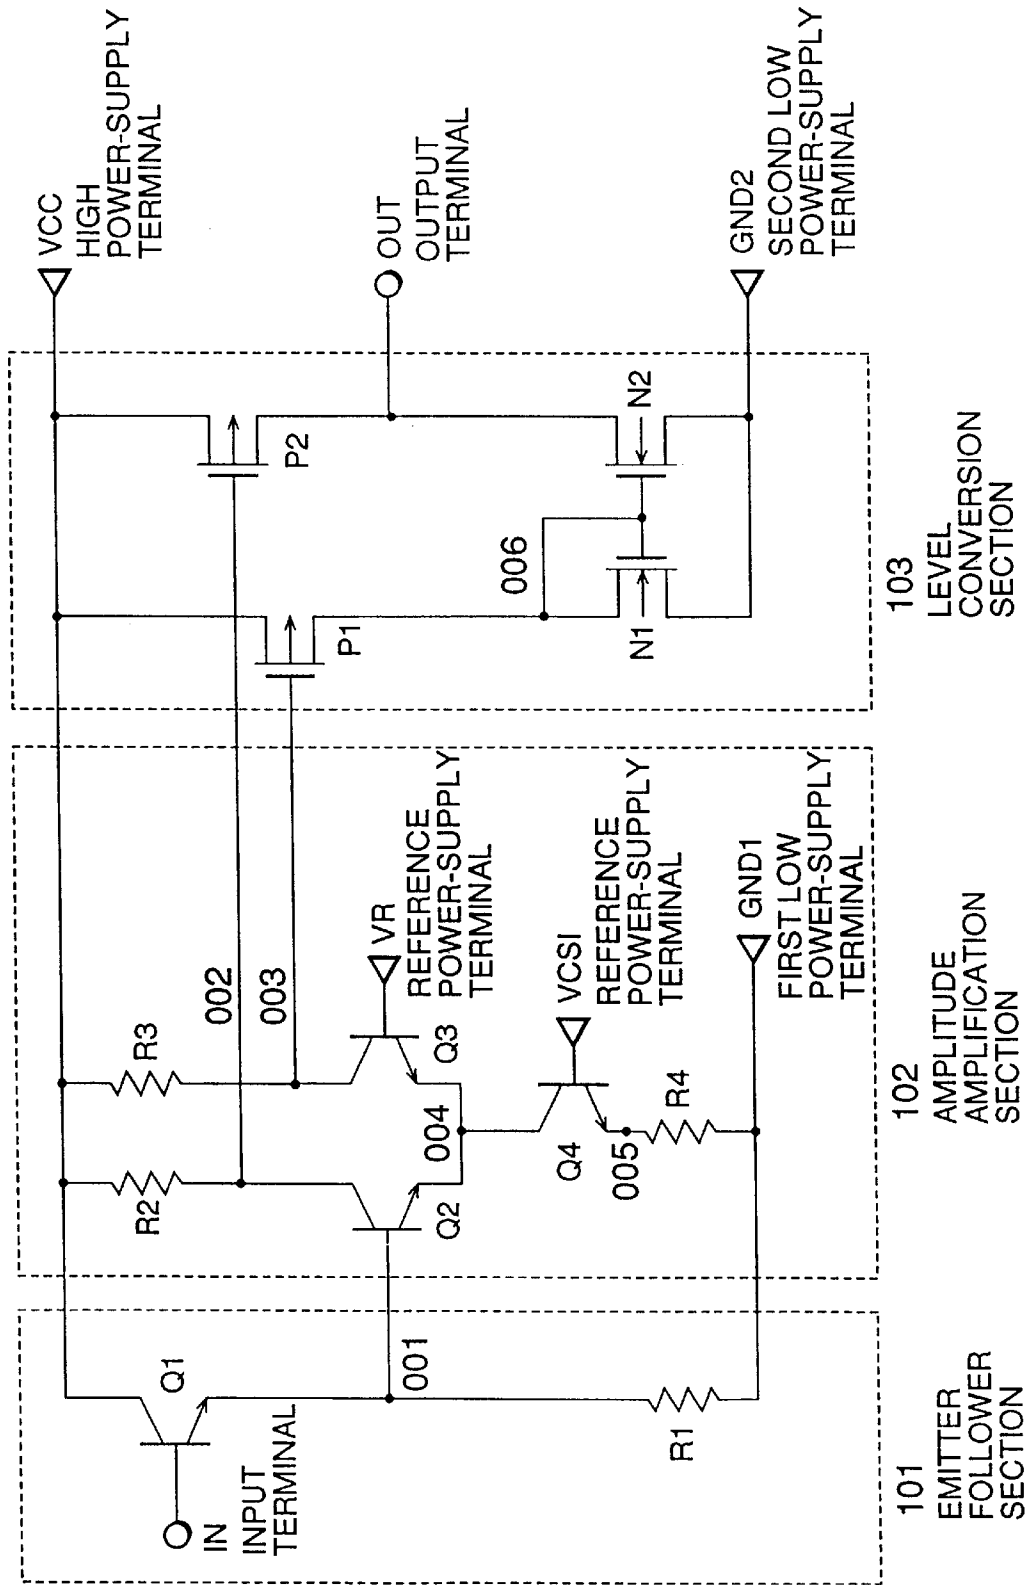 VCC
HIGH
POWER-SUPPLY
TERMINAL
OUT
OUTPUT
TERMINAL
GND2
SECOND LOW
POWER-SUPPLY
TERMINAL
P2
N2
P1
006
N1
103
LEVEL
CONVERSION
SECTION
002
003
R3
R2
VR
REFERENCE
POWER-SUPPLY
TERMINAL
Q3
Q2
004
VCSI
REFERENCE
POWER-SUPPLY
TERMINAL
Q4
005
R4
GND1
FIRST LOW
POWER-SUPPLY
TERMINAL
102
AMPLITUDE
AMPLIFICATION
SECTION
Q1
IN
INPUT
TERMINAL
001
R1
101
EMITTER
FOLLOWER
SECTION